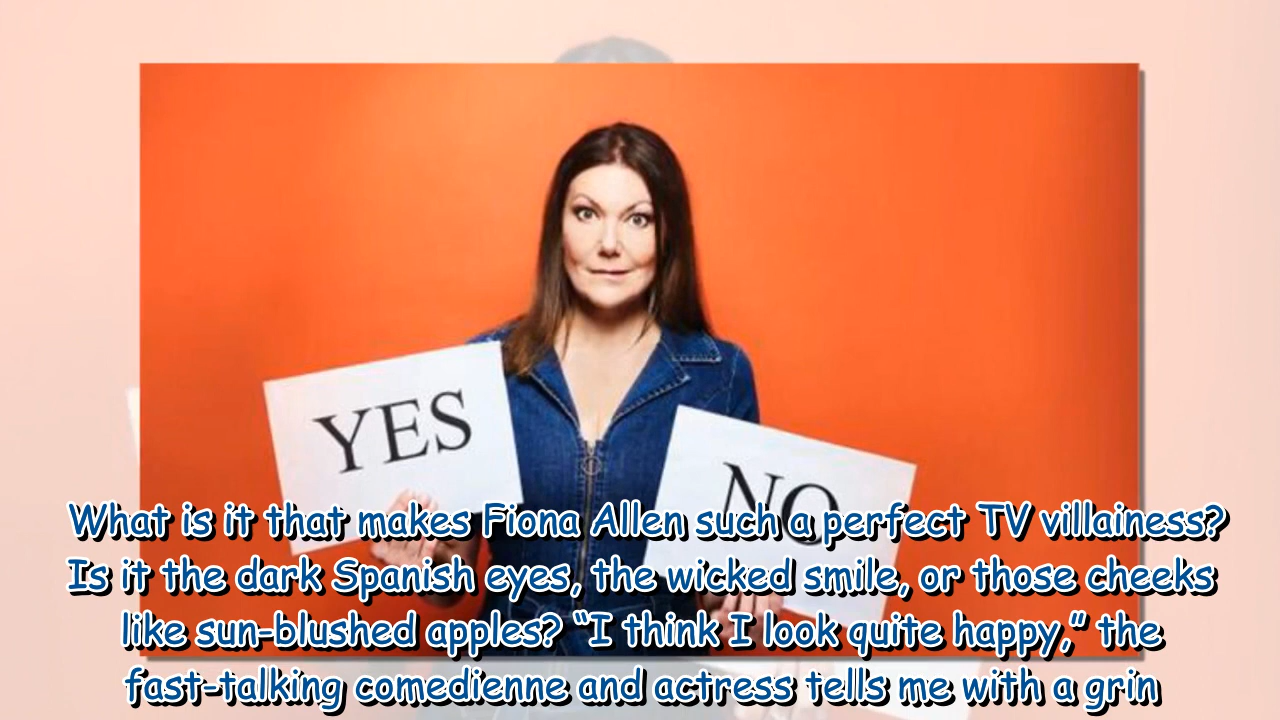 YES
NO
What is it that makes Fiona Allen such a perfect TV villainess?
Is it the dark Spanish eyes, the wicked smile, or those cheeks
like sun-blushed apples? “I think I look quite happy,” the
fast-talking comedienne and actress tells me with a grin